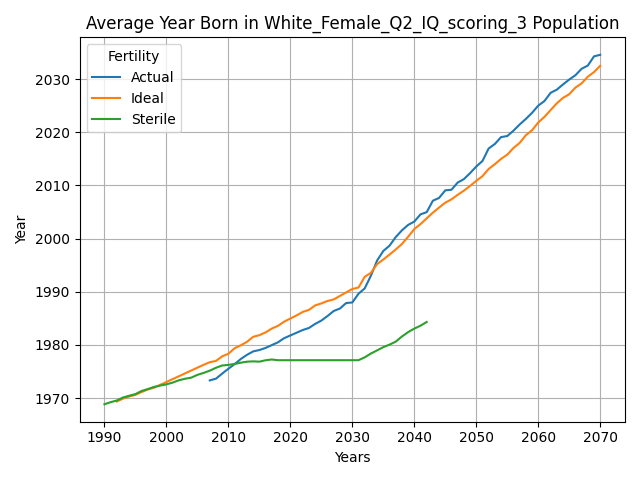 Average Year Born in White_Female_Q2_IQ_scoring_3 Population
Fertility
Actual
Ideal
Sterile
Year
2030
2020
2010
2000
1990
1980
1970
1990 2000 2010 2020 2030 2040 2050 2060 2070
Years